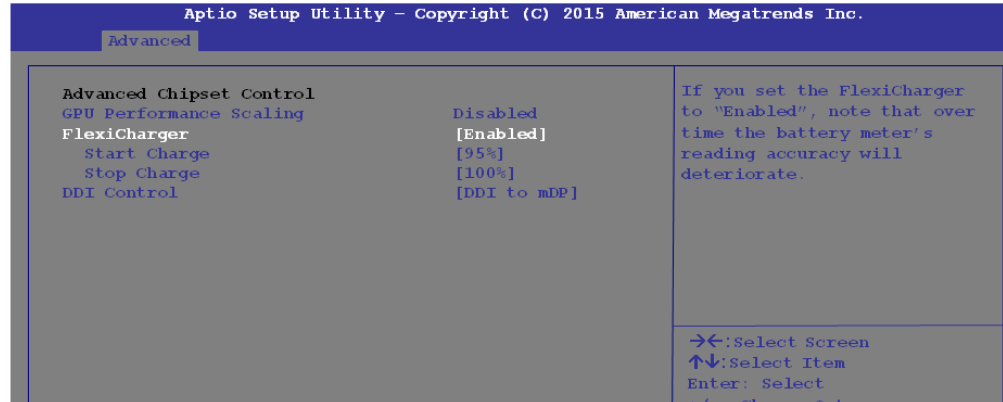 Aptio Setup Utility – Copyright (C) 2015 American Megatrends Inc.
Advanced
Advanced Chipset Control
GPU Performance Scaling Disabled
FlexiCharger [Enabled]
Start Charge [95%]
Stop Charge [100%]
DDI Control [DDI to mDP]
If you set the FlexiCharger
to "Enabled", note that over
time the battery meter's
reading accuracy will
deteriorate.
→←:Select Screen
↑↓:Select Item
Enter: Select